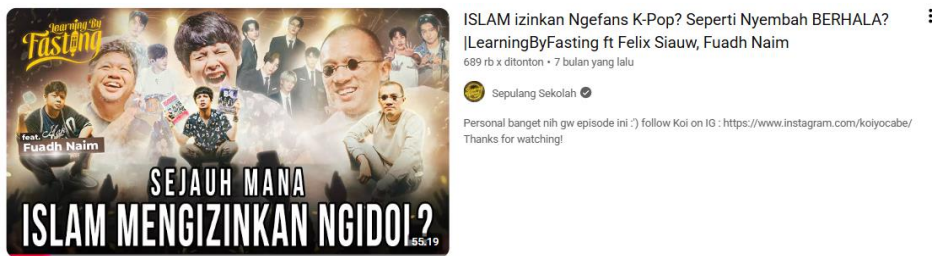 Learning By
Fasting
feat.
Fuadh Naim
SEJAUH MANA
ISLAM MENGIZINKAN NGIDOL?
55.19
ISLAM izinkan Ngefans K-Pop? Seperti Nyembah BERHALA?
|LearningByFasting ft Felix Siauw, Fuadh Naim
689 rb x ditonton • 7 bulan yang lalu
Sepulang Sekolah
Personal banget nih gw episode ini :') follow Koi on IG : https://www.instagram.com/koiyocabe/
Thanks for watching!